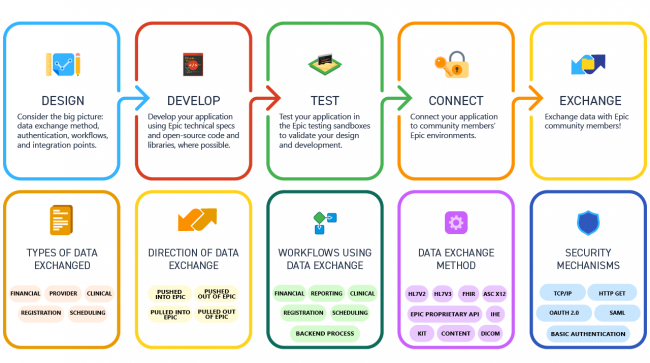 DESIGN
Consider the big picture:
data exchange method,
authentication, workflows,
and integration points.
DEVELOP
Develop your application
using Epic technical specs
and open-source code and
libraries, where possible.
TEST
Test your application in
the Epic testing sandboxes
to validate your design
and development.
CONNECT
Connect your application
to community members'
Epic environments.
EXCHANGE
Exchange data with Epic
community members!
TYPES OF DATA
EXCHANGED
FINANCIAL PROVIDER CLINICAL
REGISTRATION SCHEDULING
DIRECTION OF DATA
EXCHANGE
PUSHED
INTO EPIC
PUSHED
OUT OF EPIC
PULLED INTO
EPIC
PULLED OUT
OF EPIC
WORKFLOWS USING
DATA EXCHANGE
FINANCIAL REPORTING CLINICAL
REGISTRATION SCHEDULING
BACKEND PROCESS
DATA EXCHANGE
METHOD
HL7V2 HL7V3 FHIR ASC X12
EPIC PROPRIETARY API IHE
KIT CONTENT DICOM
SECURITY
MECHANISMS
TCP/IP HTTP GET
OAUTH 2.0 SAML
BASIC AUTHENTICATION